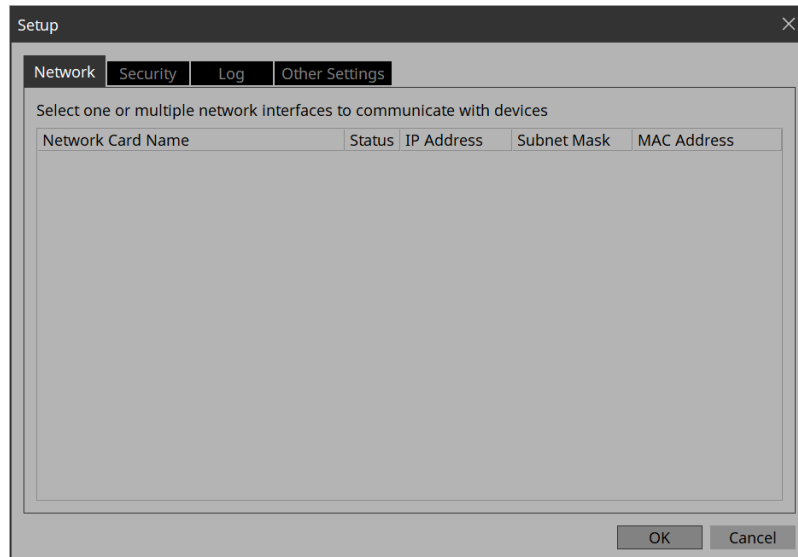 Setup
Network Security Log Other Settings
Select one or multiple network interfaces to communicate with devices
Network Card Name Status IP Address Subnet Mask MAC Address
OK Cancel